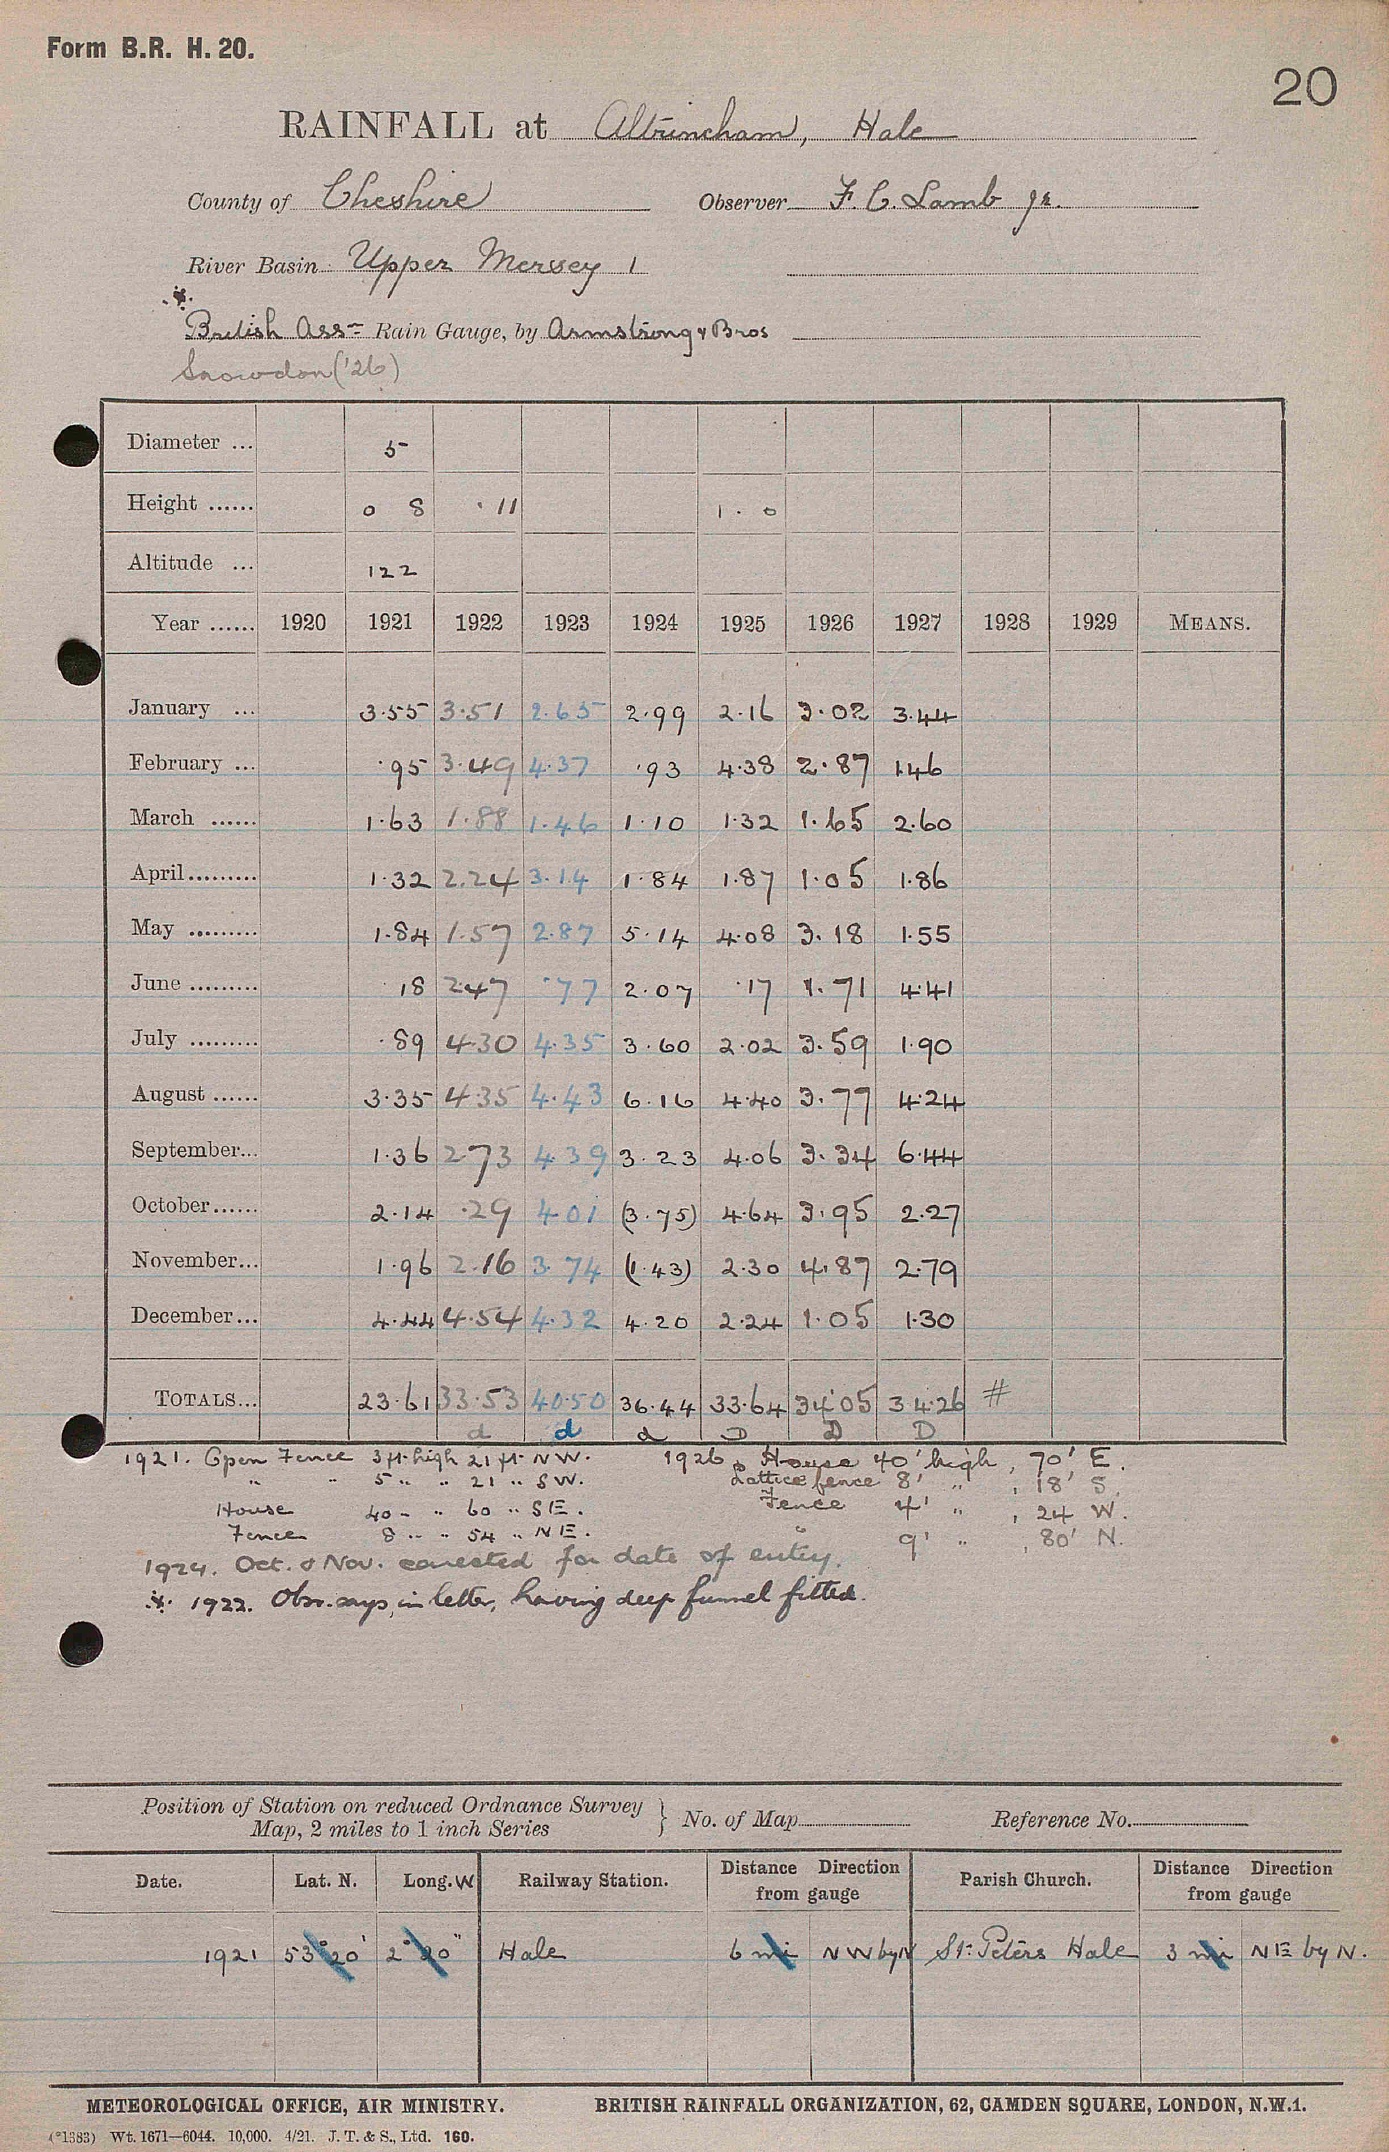 Form B.R. H. 20.
20
RAINFALL at Altrincham, Hale
County of Cheshire Observer F. C. Lamb Jr.
River Basin Upper Mersey 1
British Assn Rain Gauge, by Armstrong & Bros
Snowdon ('26)
Diameter ... 5
Height ...... 0 8 · 11 1 · 0
Altitude ... 122
Year ...... 1920 1921 1922 1923 1924 1925 1926 1927 1928 1929 MEANS.
January ... 3·55 3·51 2·65 2·99 2·16 3·02 3·44
February ... ·95 3·49 4·37 ·93 4·38 2·87 1·46
March ...... 1·63 1·88 1·46 1·10 1·32 1·65 2·60
April ......... 1·32 2·24 3·14 1·84 1·87 1·05 1·86
May ......... 1·84 1·57 2·87 5·14 4·08 3·18 1·55
June ......... ·18 2·47 ·77 2·07 ·17 1·71 4·41
July ......... ·89 4·30 4·35 3·60 2·02 3·59 1·90
August ...... 3·35 4·35 4·43 6·16 4·40 3·77 4·24
September... 1·36 2·73 4·39 3·23 4·06 3·34 6·44
October...... 2·14 ·29 4·01 (3·75) 4·64 3·95 2·27
November... 1·96 2·16 3·74 (1·43) 2·30 4·87 2·79
December... 4·44 4·54 4·32 4·20 2·24 1·05 1·30
TOTALS... 23·61 33·53 40·50 36·44 33·64 34·05 34·26 #
d d d D D D
1921. Open Fence 3 ft. high 21 ft. N W. 1926. House 40' high, 70' E.
" " 5 " " 21 " S W. Lattice fence 8' " , 18' S.
House 40 " " 60 " S E. Fence 4' " , 24 W.
Fence 8 " " 54 " N E. " 9' " , 80' N.
1924. Oct. & Nov. corrected for date of entry.
* 1922. Obsr. says, in letter, having deep funnel fitted.
Position of Station on reduced Ordnance Survey Map, 2 miles to 1 inch Series } No. of Map Reference No.
Date. Lat. N. Long. W Railway Station. Distance Direction from gauge Parish Church. Distance Direction from gauge
1921 53° 20' 2° 20" Hale 6 mi N W by N St. Peters Hale 3 mi N E by N.
METEOROLOGICAL OFFICE, AIR MINISTRY. BRITISH RAINFALL ORGANIZATION, 62, CAMDEN SQUARE, LONDON, N.W.1.
(*1383) Wt. 1671—6044. 10,000. 4/21. J. T. & S., Ltd. 160.